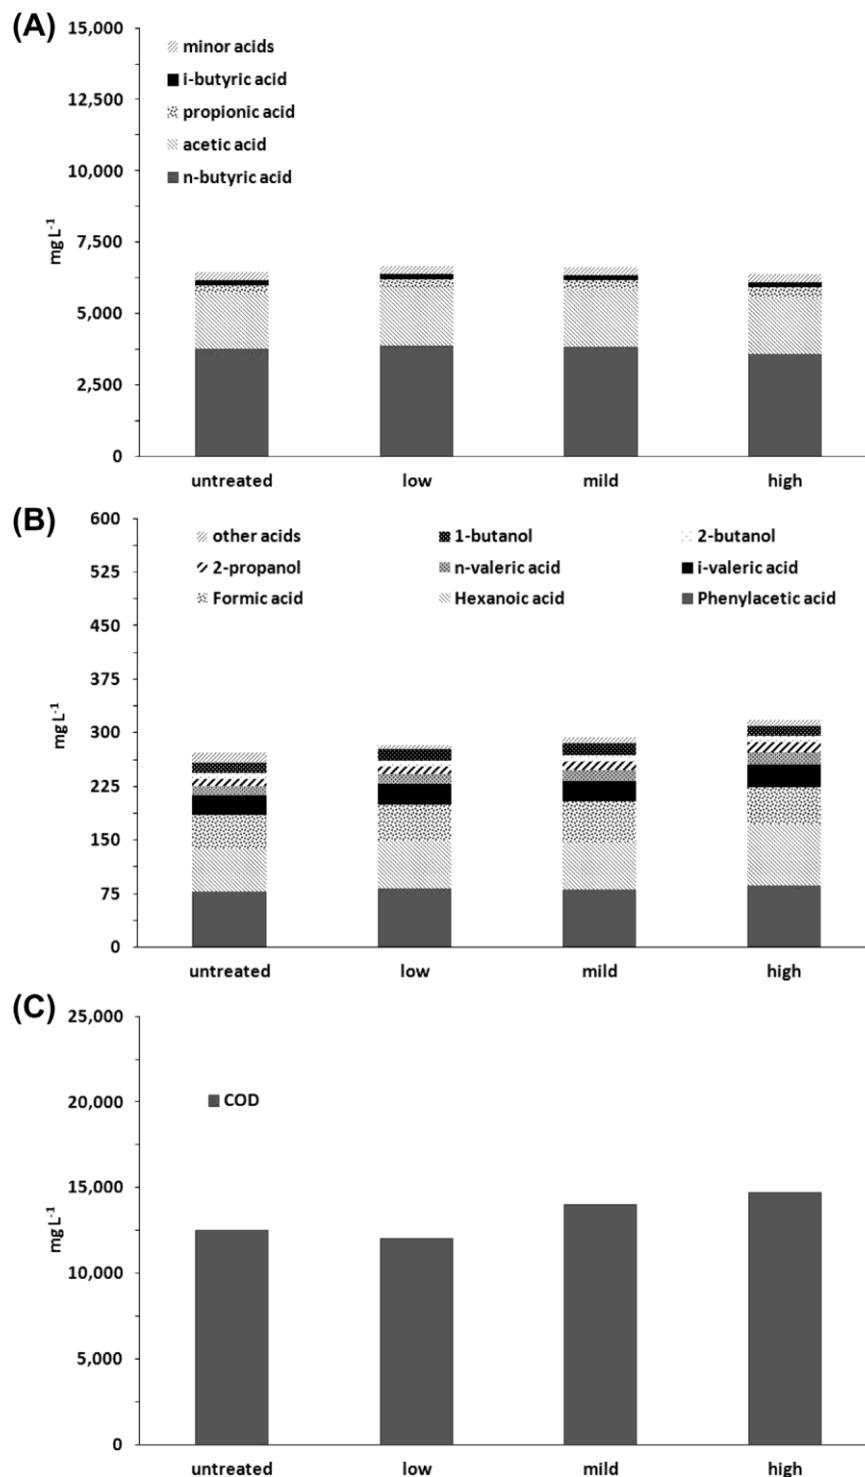 (A)
15,000
12,500
10,000
7,500
5,000
2,500
0
mg L-1
minor acids
i-butyric acid
propionic acid
acetic acid
n-butyric acid
untreated low mild high
(B)
600
525
450
375
300
225
150
75
0
mg L-1
other acids 1-butanol 2-butanol
2-propanol n-valeric acid i-valeric acid
Formic acid Hexanoic acid Phenylacetic acid
untreated low mild high
(C)
25,000
20,000
15,000
10,000
5,000
0
mg L-1
COD
untreated low mild high